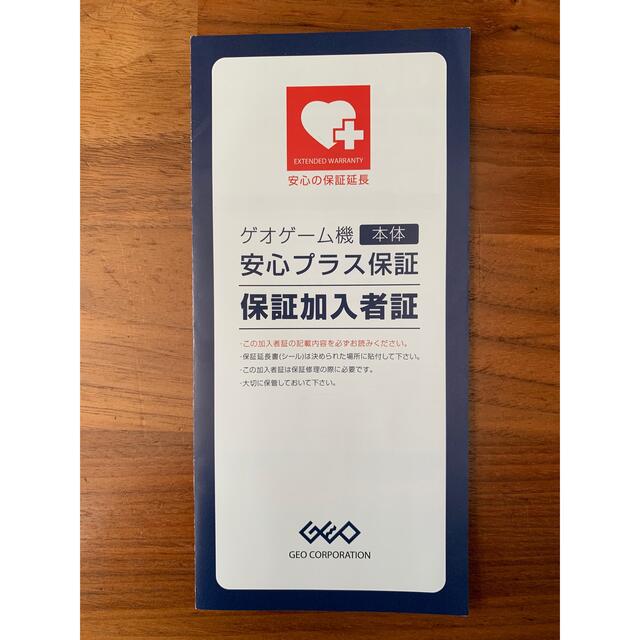 EXTENDED WARRANTY
安心の保証延長
ゲオゲーム機 本体
安心プラス保証
保証加入者証
・この加入者証の記載内容を必ずお読みください。
・保証延長書(シール)は決められた場所に貼付して下さい。
・この加入者証は保証修理の際に必要です。
・大切に保管しておいて下さい。
GEO
GEO CORPORATION